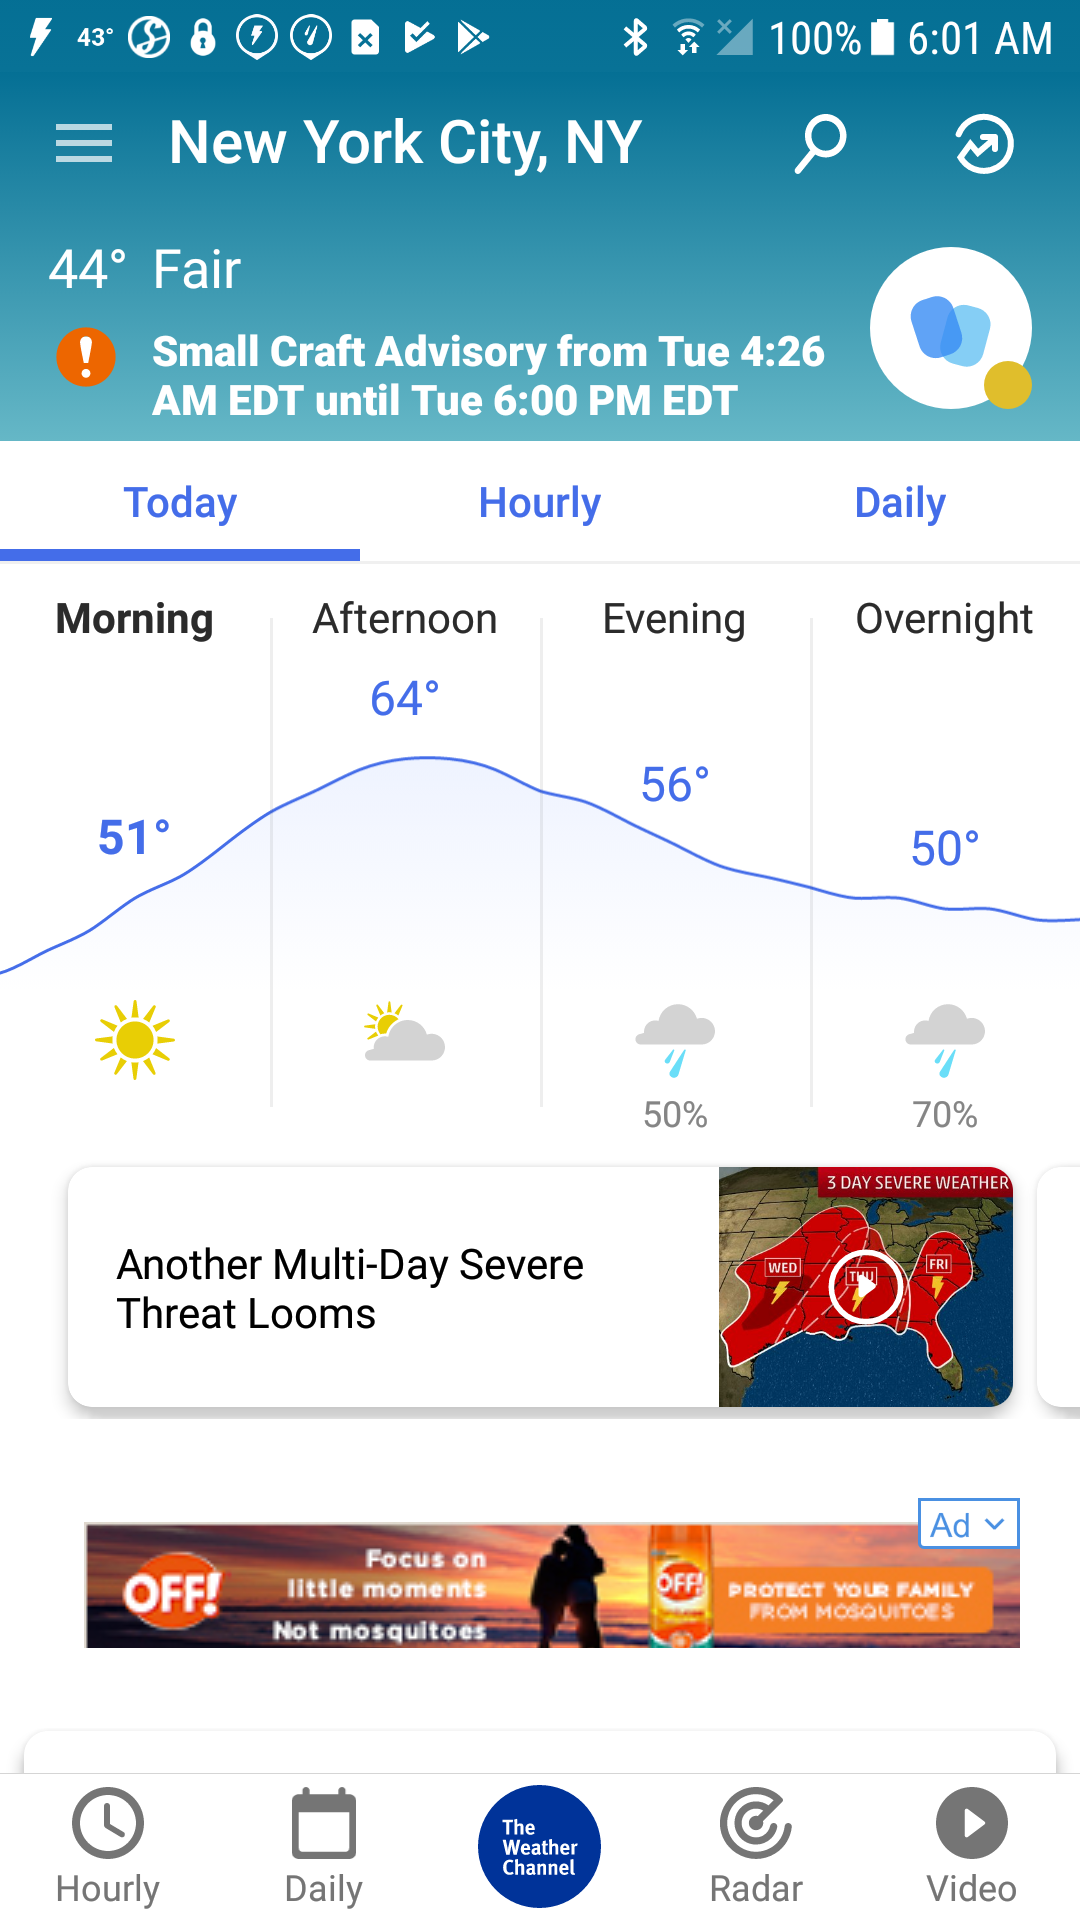 43° 100% 6:01 AM
New York City, NY
44° Fair
Small Craft Advisory from Tue 4:26
AM EDT until Tue 6:00 PM EDT
Today Hourly Daily
Morning Afternoon Evening Overnight
51° 64° 56° 50°
50% 70%
Another Multi-Day Severe
Threat Looms
3 DAY SEVERE WEATHER
WED THU FRI
Ad
OFF!
Focus on
little moments
Not mosquitoes
OFF!
PROTECT YOUR FAMILY
FROM MOSQUITOES
The
Weather
Channel
Hourly Daily Radar Video